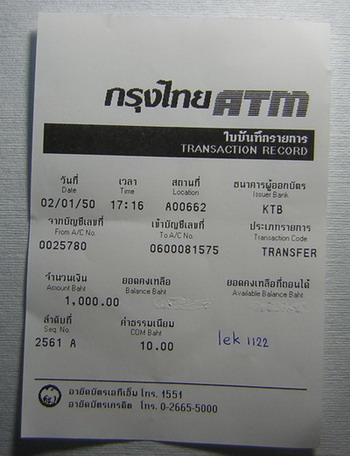 กรุงไทย ATM
ใบบันทึกรายการ
TRANSACTION RECORD
วันที่ เวลา สถานที่ ธนาคารผู้ออกบัตร
Date Time Location Issuer Bank
02/01/50 17:16 A00662 KTB
จากบัญชีเลขที่ เข้าบัญชีเลขที่ ประเภทรายการ
From A/C No. To A/C No. Transaction Code
0025780 0600081575 TRANSFER
จำนวนเงิน ยอดคงเหลือ ยอดคงเหลือที่ถอนได้
Amount Baht Balance Baht Available Balance Baht
1,000.00
ลำดับที่ ค่าธรรมเนียม
Seq. No. COM Baht
2561 A 10.00 lek 1122
อายัดบัตรเอทีเอ็ม โทร. 1551
อายัดบัตรเครดิต โทร. 0-2665-5000